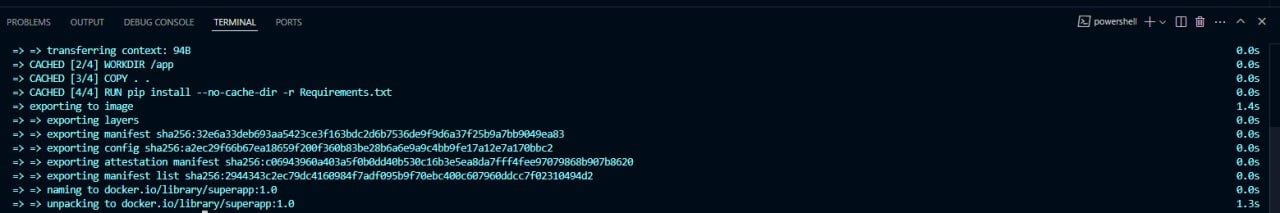 PROBLEMS OUTPUT DEBUG CONSOLE TERMINAL PORTS powershell
=> => transferring context: 94B 0.0s
=> CACHED [2/4] WORKDIR /app 0.0s
=> CACHED [3/4] COPY . . 0.0s
=> CACHED [4/4] RUN pip install --no-cache-dir -r Requirements.txt 0.0s
=> exporting to image 1.4s
=> => exporting layers 0.0s
=> => exporting manifest sha256:32e6a33deb693aa5423ce3f163bdc2d6b7536de9f9d6a37f25b9a7bb9049ea83 0.0s
=> => exporting config sha256:a2ec29f66b67ea18659f200f360b83be28b6a6e9a9c4bb9fe17a12e7a170bbc2 0.0s
=> => exporting attestation manifest sha256:c06943960a403a5f0b0dd40b530c16b3e5ea8da7fff4fee97079868b907b8620 0.0s
=> => exporting manifest list sha256:2944343c2ec79dc4160984f7adf095b9f70ebc400c607960ddcc7f02310494d2 0.0s
=> => naming to docker.io/library/superapp:1.0 0.0s
=> => unpacking to docker.io/library/superapp:1.0 1.3s